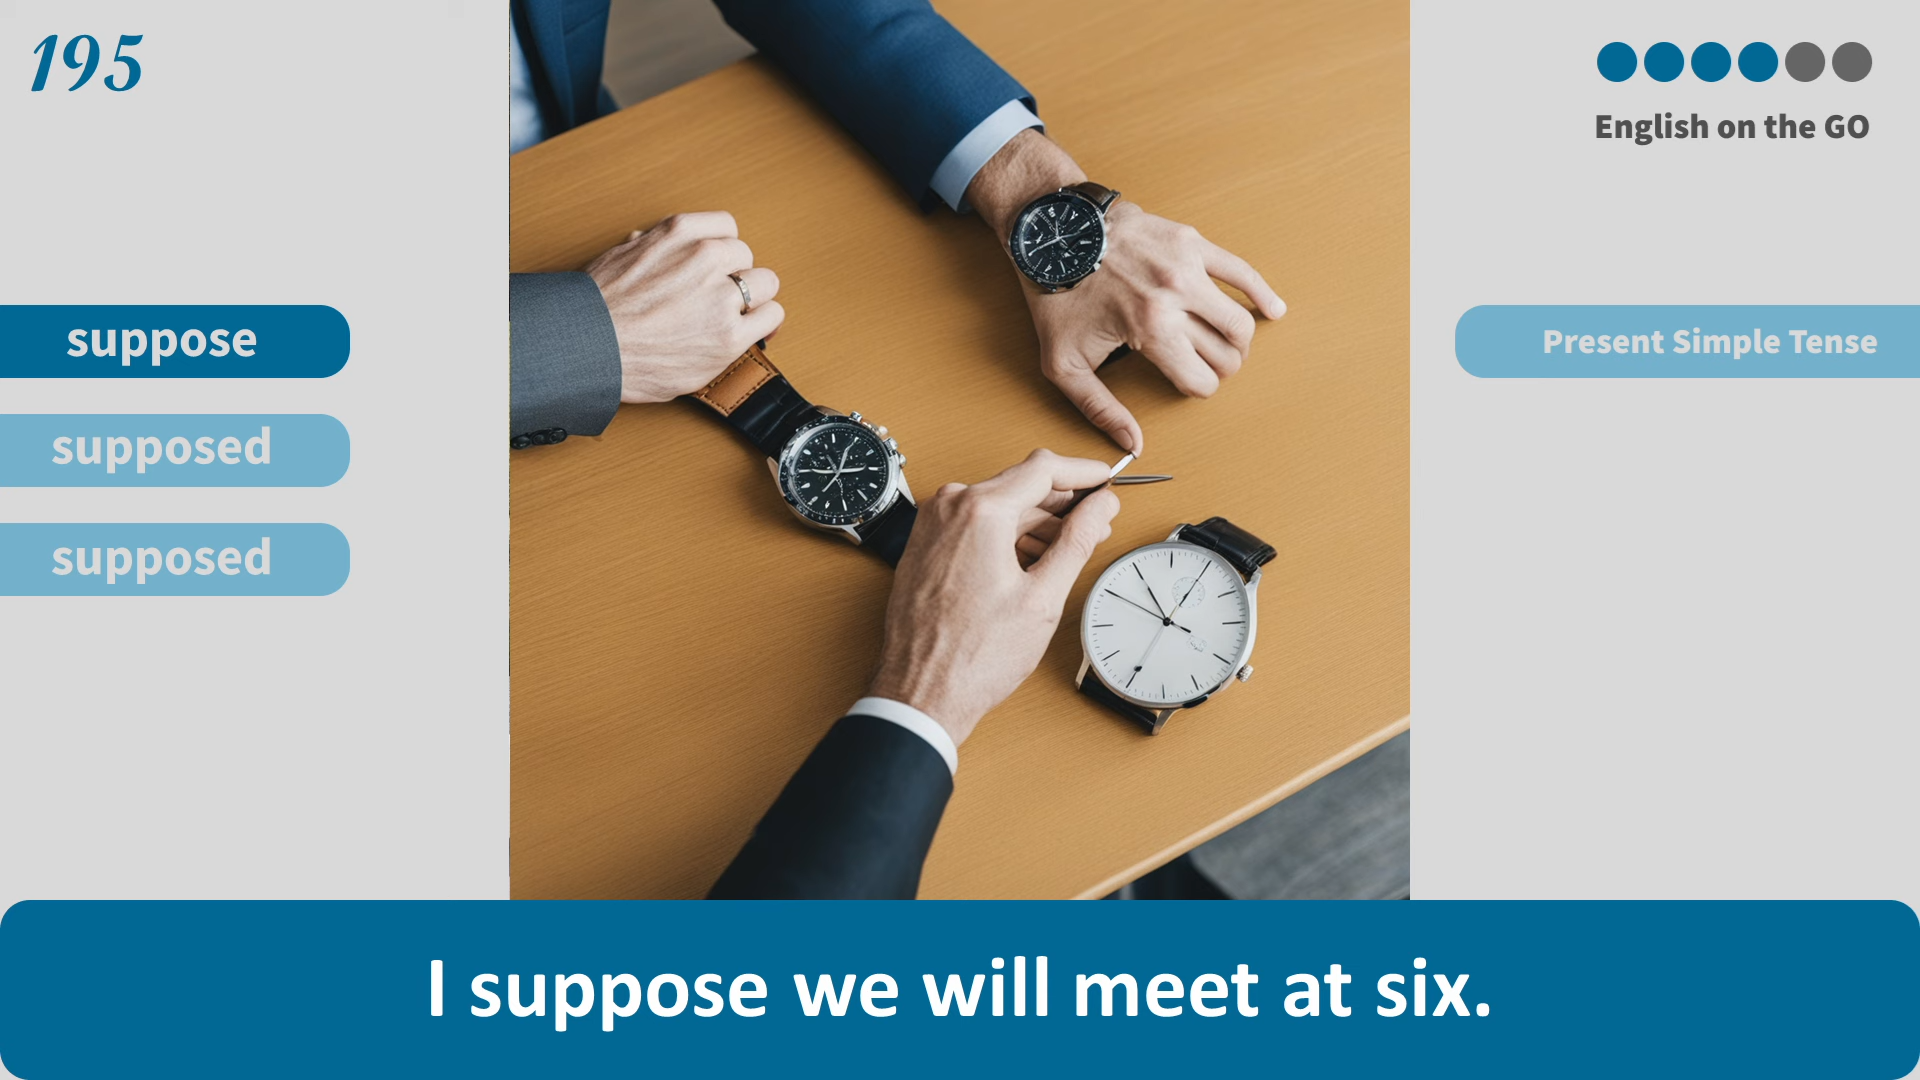 195
English on the GO
suppose
supposed
supposed
Present Simple Tense
I suppose we will meet at six.